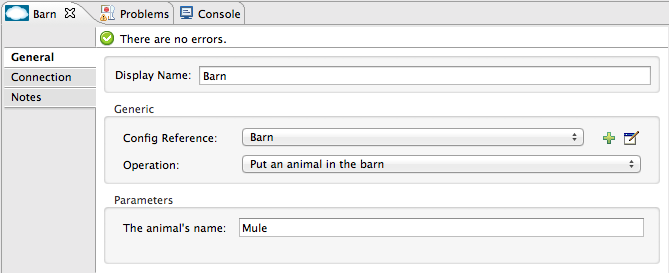 Barn Problems Console
There are no errors.
General
Display Name: Barn
Connection
Notes
Generic
Config Reference: Barn
Operation: Put an animal in the barn
Parameters
The animal's name: Mule